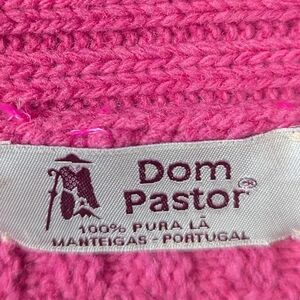 Dom
Pastor®
100% PURA LÃ
MANTEIGAS - PORTUGAL